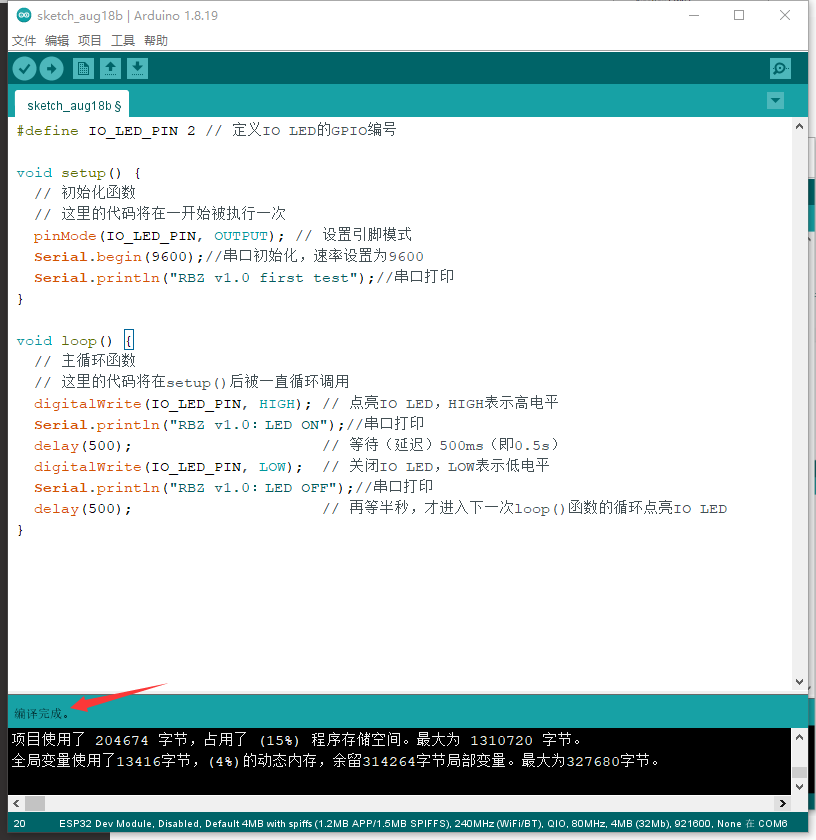 sketch_aug18b | Arduino 1.8.19
文件 编辑 项目 工具 帮助
sketch_aug18b §
#define IO_LED_PIN 2 // 定义IO LED的GPIO编号
void setup() {
// 初始化函数
// 这里的代码将在一开始被执行一次
pinMode(IO_LED_PIN, OUTPUT); // 设置引脚模式
Serial.begin(9600);//串口初始化，速率设置为9600
Serial.println("RBZ v1.0 first test");//串口打印
}
void loop() {
// 主循环函数
// 这里的代码将在setup()后被一直循环调用
digitalWrite(IO_LED_PIN, HIGH); // 点亮IO LED，HIGH表示高电平
Serial.println("RBZ v1.0：LED ON");//串口打印
delay(500); // 等待（延迟）500ms（即0.5s）
digitalWrite(IO_LED_PIN, LOW); // 关闭IO LED，LOW表示低电平
Serial.println("RBZ v1.0：LED OFF");//串口打印
delay(500); // 再等半秒，才进入下一次loop()函数的循环点亮IO LED
}
编译完成。
项目使用了 204674 字节，占用了 (15%) 程序存储空间。最大为 1310720 字节。
全局变量使用了13416字节，(4%)的动态内存，余留314264字节局部变量。最大为327680字节。
20 ESP32 Dev Module, Disabled, Default 4MB with spiffs (1.2MB APP/1.5MB SPIFFS), 240MHz (WiFi/BT), QIO, 80MHz, 4MB (32Mb), 921600, None 在 COM6